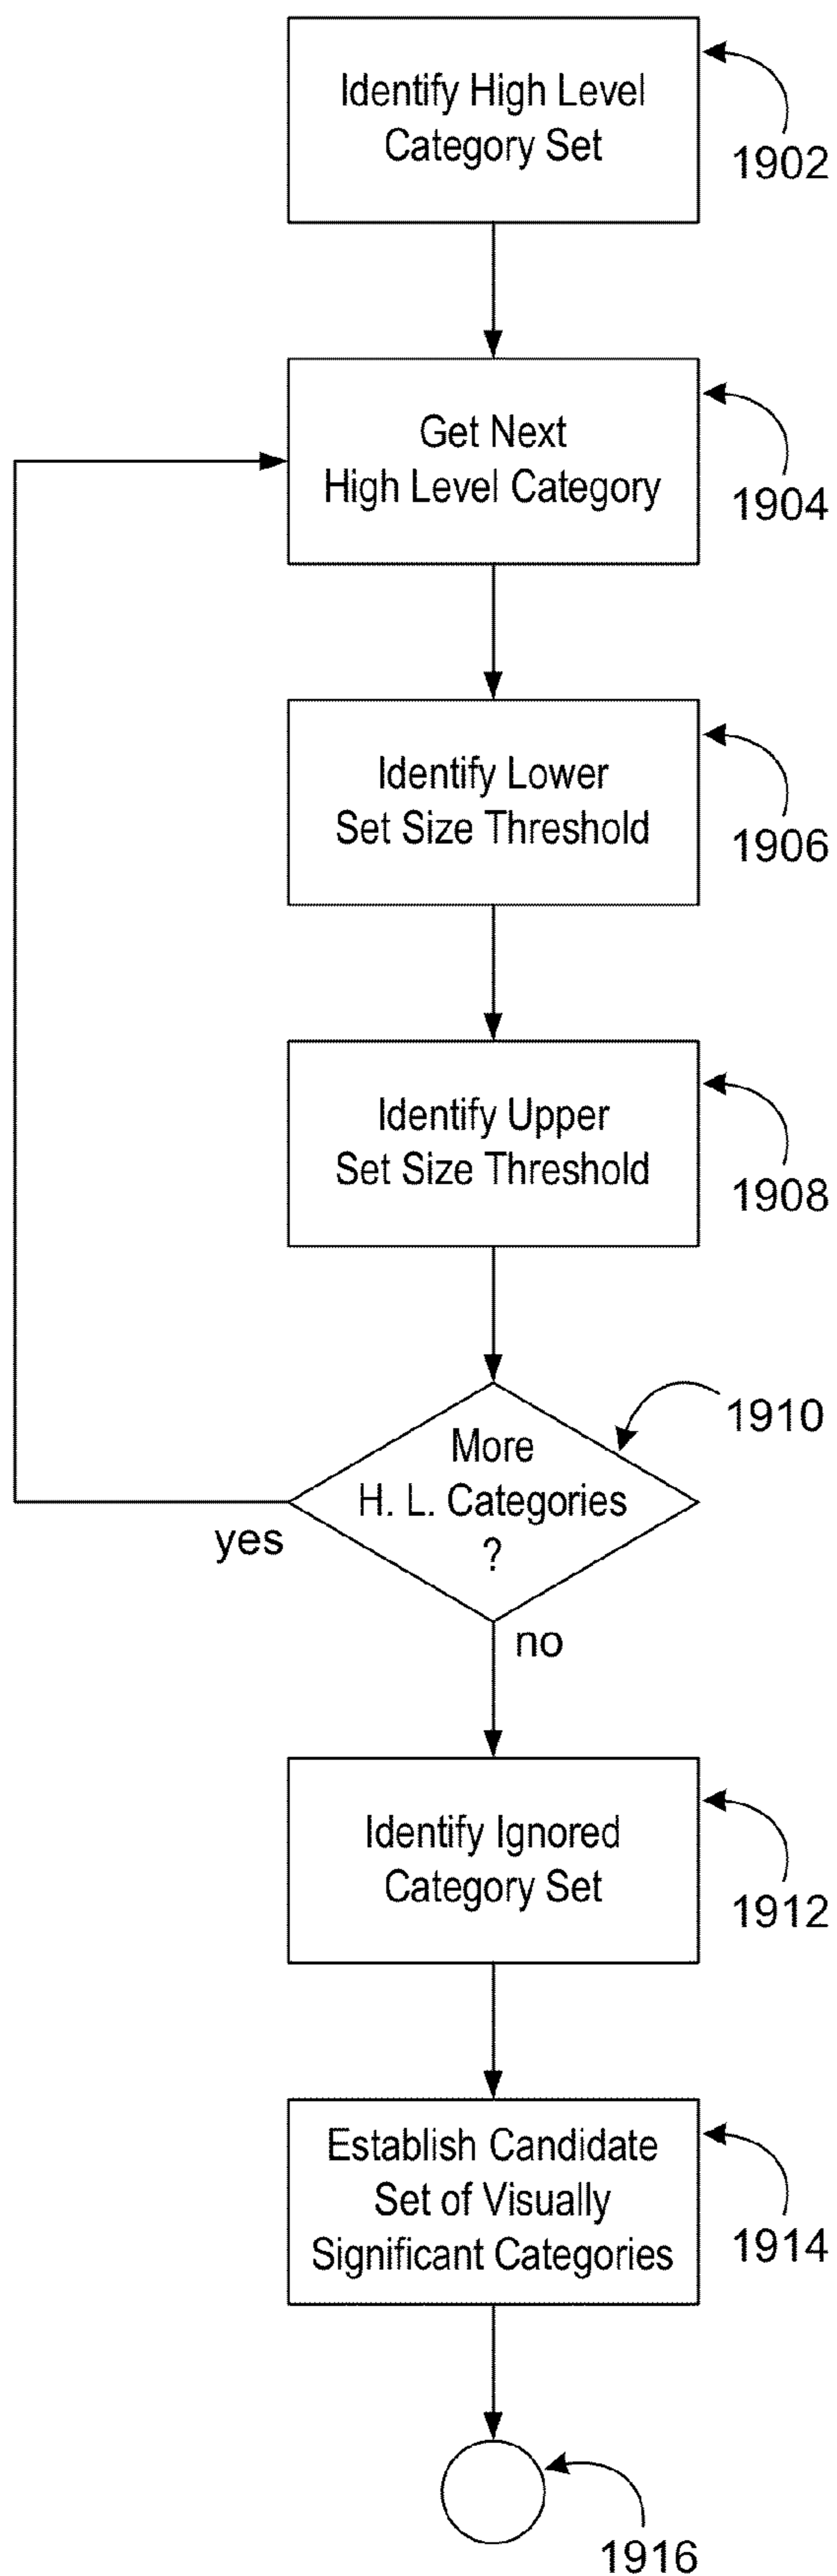 Identify High Level
Category Set
1902
Get Next
High Level Category
1904
Identify Lower
Set Size Threshold
1906
Identify Upper
Set Size Threshold
1908
More
H. L. Categories
?
1910
yes
no
Identify Ignored
Category Set
1912
Establish Candidate
Set of Visually
Significant Categories
1914
1916